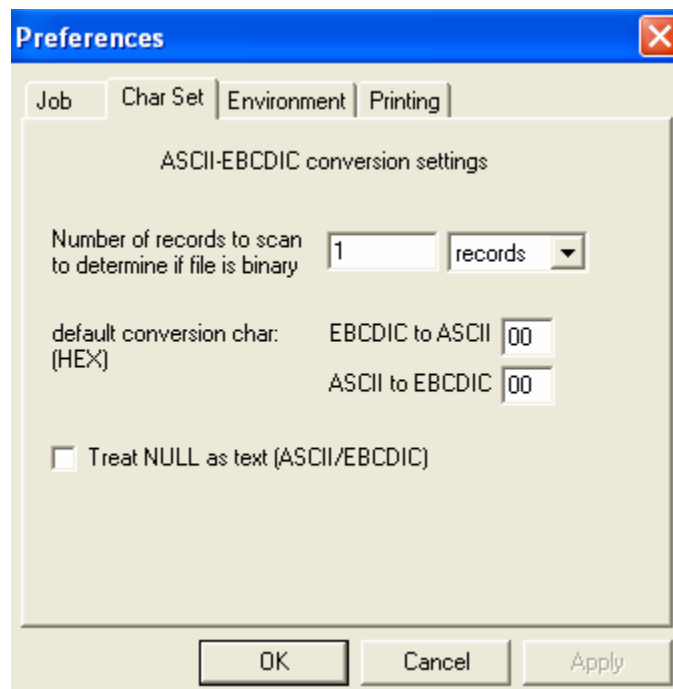 Preferences
Job Char Set Environment Printing
ASCII-EBCDIC conversion settings
Number of records to scan
to determine if file is binary
1 records
default conversion char:
(HEX)
EBCDIC to ASCII 00
ASCII to EBCDIC 00
Treat NULL as text (ASCII/EBCDIC)
OK Cancel Apply